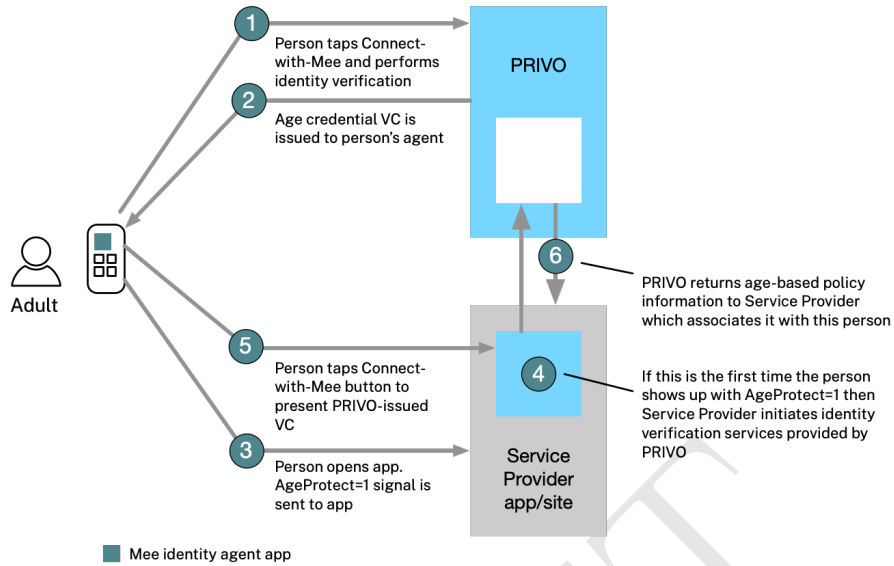 1
Person taps Connect-
with-Mee and performs
identity verification
PRIVO
2
Age credential VC is
issued to person's agent
Adult
6
PRIVO returns age-based policy
information to Service Provider
which associates it with this person
5
Person taps Connect-
with-Mee button to
present PRIVO-issued
VC
4
If this is the first time the person
shows up with AgeProtect=1 then
Service Provider initiates identity
verification services provided by
PRIVO
3
Person opens app.
AgeProtect=1 signal is
sent to app
Service
Provider
app/site
Mee identity agent app